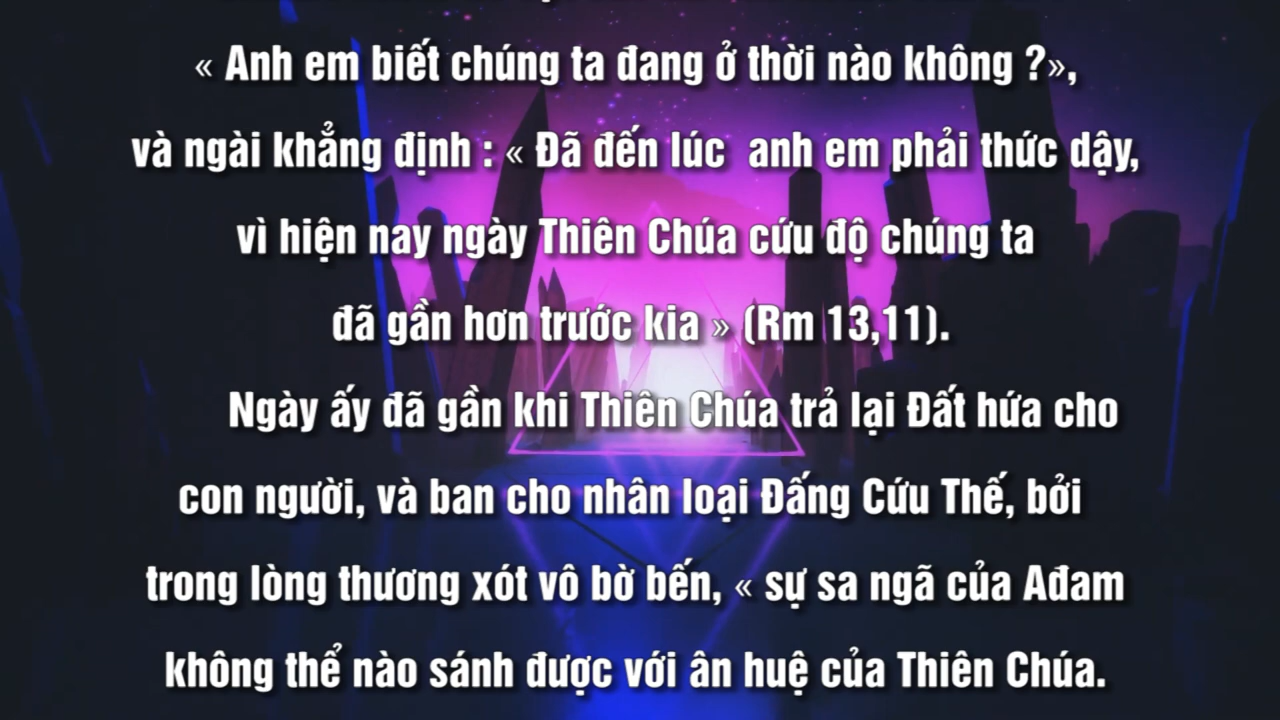 « Anh em biết chúng ta đang ở thời nào không ?»,
và ngài khẳng định : « Đã đến lúc  anh em phải thức dậy,
vì hiện nay ngày Thiên Chúa cứu độ chúng ta
đã gần hơn trước kia » (Rm 13,11).
Ngày ấy đã gần khi Thiên Chúa trả lại Đất hứa cho
con người, và ban cho nhân loại Đấng Cứu Thế, bởi
trong lòng thương xót vô bờ bến, « sự sa ngã của Ađam
không thể nào sánh được với ân huệ của Thiên Chúa.